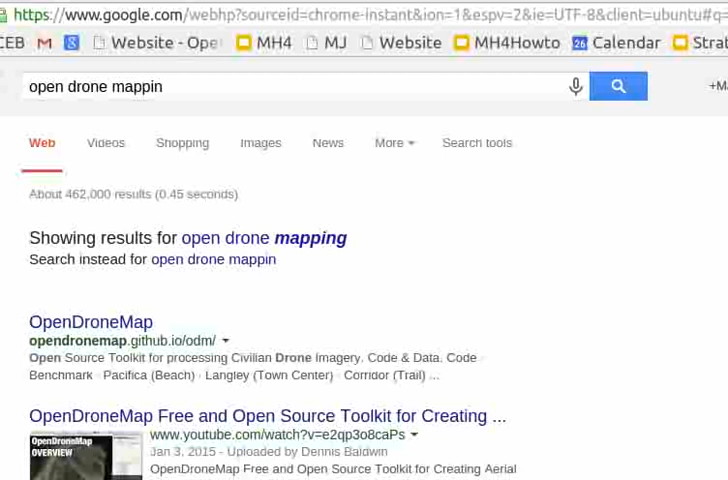 https://www.google.com/webhp?sourceid=chrome-instant&ion=1&espv=2&ie=UTF-8&client=ubuntu#q=
CEB Website - Ope MH4 MJ Website MH4Howto 26 Calendar Strat
open drone mappin
Web Videos Shopping Images News More Search tools
About 462,000 results (0.45 seconds)
Showing results for open drone mapping
Search instead for open drone mappin
OpenDroneMap
opendronemap.github.io/odm/
Open Source Toolkit for processing Civilian Drone Imagery. Code & Data. Code ·
Benchmark · Pacifica (Beach) · Langley (Town Center) · Corridor (Trail) ...
OpenDroneMap Free and Open Source Toolkit for Creating ...
www.youtube.com/watch?v=e2qp3o8caPs
OpenDroneMap
OVERVIEW
Jan 3, 2015 - Uploaded by Dennis Baldwin
OpenDroneMap Free and Open Source Toolkit for Creating Aerial